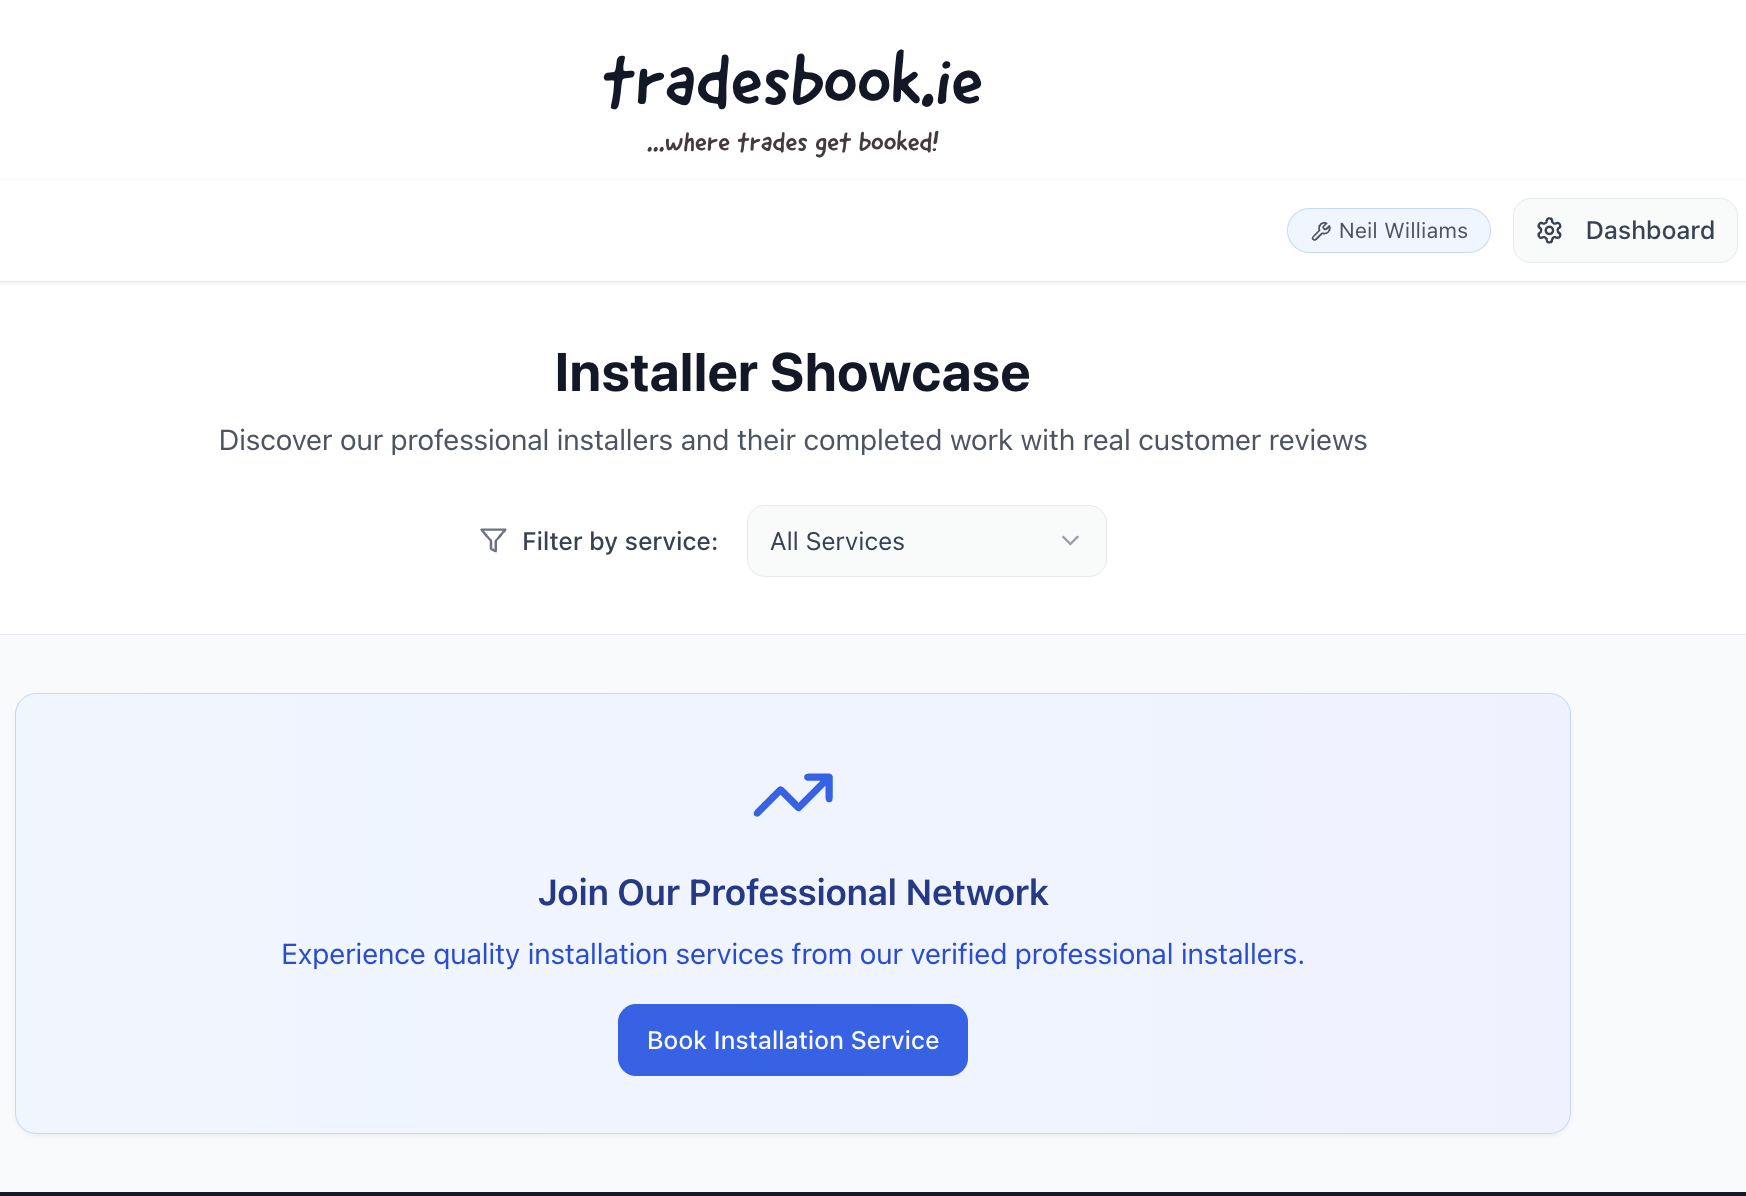 tradesbook.ie
...where trades get booked!
Neil Williams
Dashboard
Installer Showcase
Discover our professional installers and their completed work with real customer reviews
Filter by service:
All Services
Join Our Professional Network
Experience quality installation services from our verified professional installers.
Book Installation Service